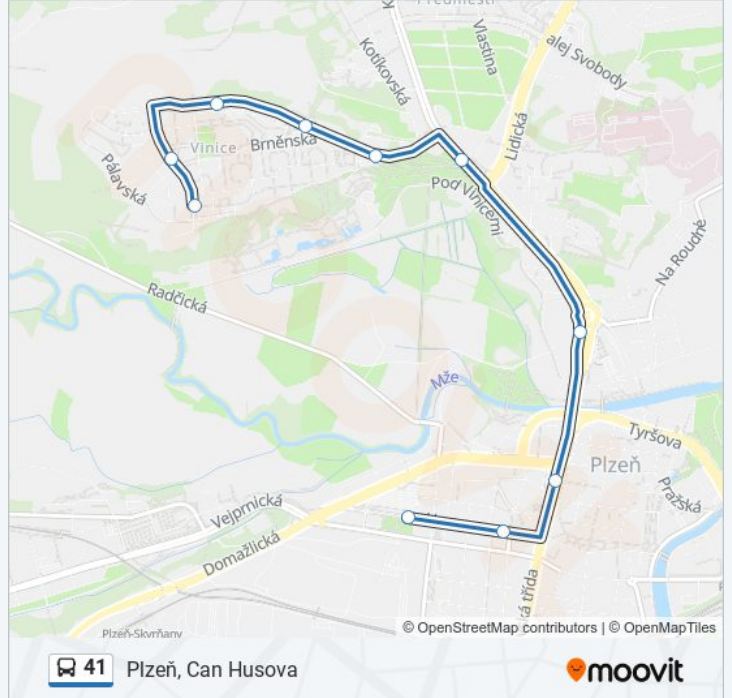 Předměstí
Vlastina
alej Svobody
Kotíkovská
K
Lidická
Vinice
Brněnská
Pálavská
Pod Vinicemi
Na Roudné
Radčická
Mže
Tyršova
Plzeň
Pražská
Vejprnická
Domažlická
ká třída
Plzeň-Skvrňany
© OpenStreetMap contributors | © OpenMapTiles
41 Plzeň, Can Husova
moovit